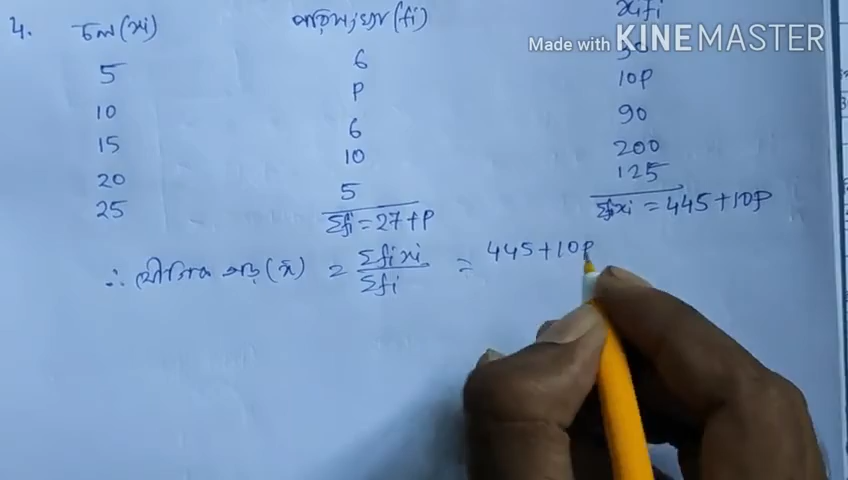 4. চল (xi) পরিসংখ্যা (fi) xifi
Made with KINEMASTER
5 6 30
10 P 10P
15 6 90
20 10 200
25 5 125
Σfi = 27 + P Σfixi = 445 + 10P
∴ যৌগিক গড় (x̄) = Σfixi / Σfi = 445 + 10P